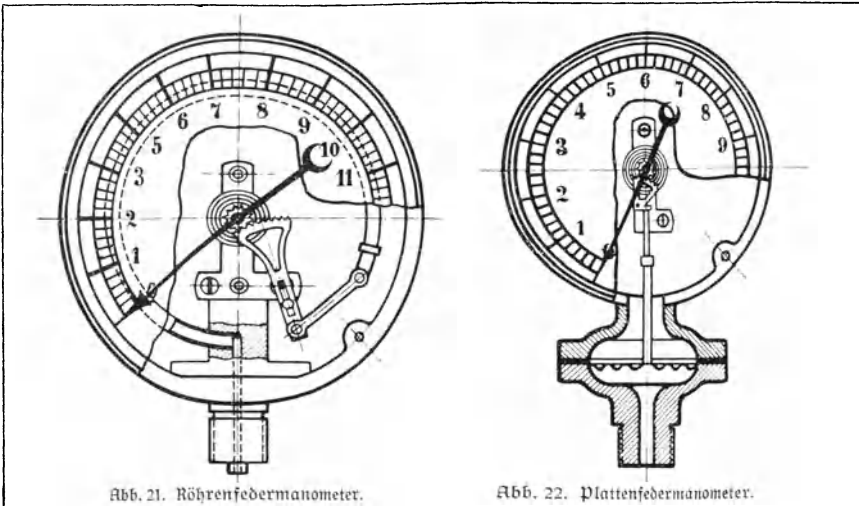 1 2 3 5 6 7 8 9 10 11
1 2 3 4 5 6 7 8 9
Abb. 21. Röhrenfedermanometer.
Abb. 22. Plattenfedermanometer.